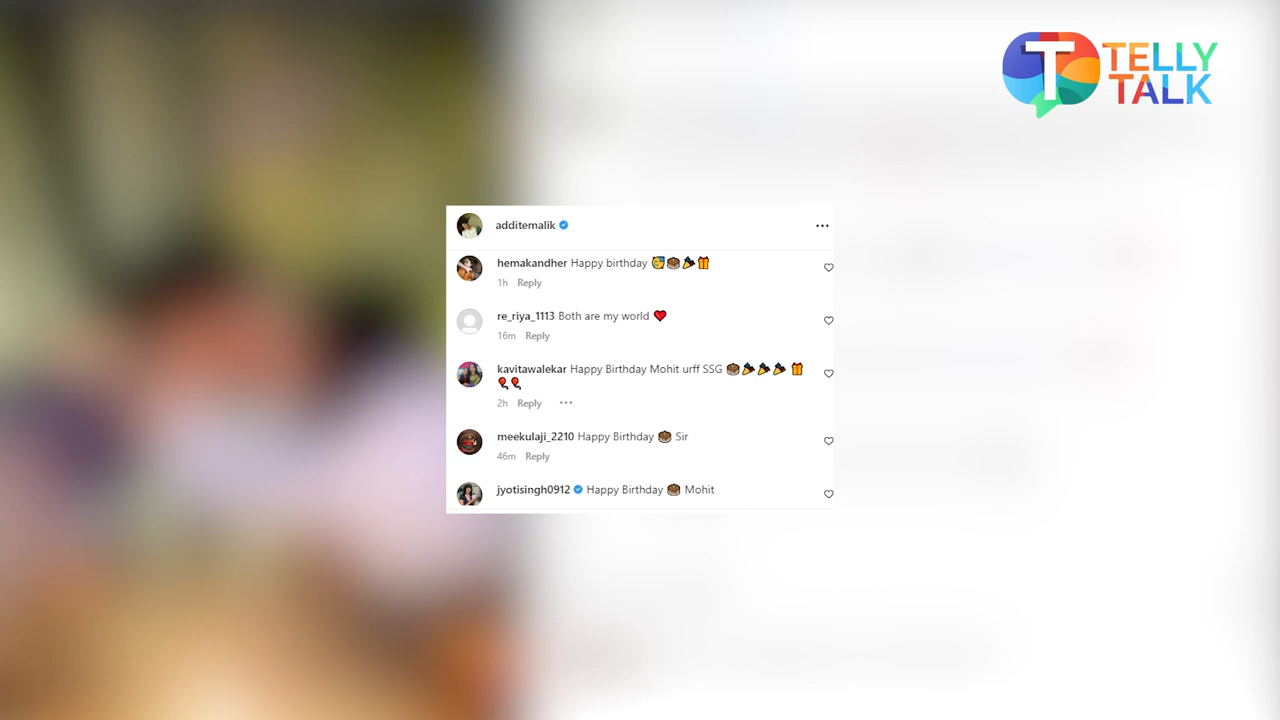 TELLY
TALK
additemalik
hemakandher Happy birthday 🥳🎂🎉🎁
1h Reply
re_riya_1113 Both are my world ❤️
16m Reply
kavitawalekar Happy Birthday Mohit urff SSG 🎂🎉🎉🎉🎁
🎈🎈
2h Reply
meekulaji_2210 Happy Birthday 🎂 Sir
46m Reply
jyotisingh0912 Happy Birthday 🎂 Mohit